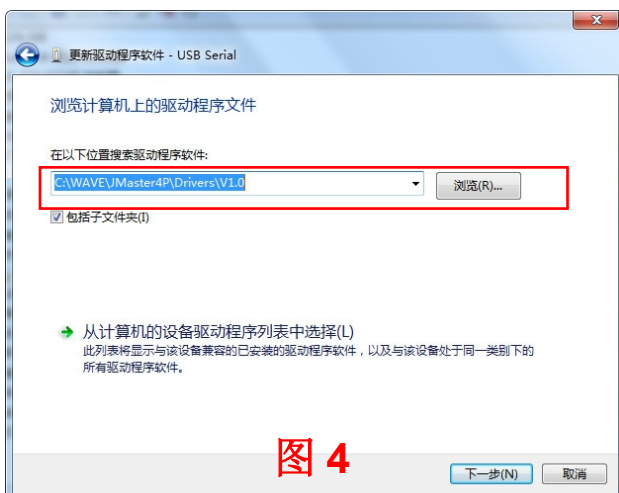 更新驱动程序软件 - USB Serial
浏览计算机上的驱动程序文件
在以下位置搜索驱动程序软件:
C:\WAVE\JMaster4P\Drivers\V1.0
浏览(R)...
包括子文件夹(I)
从计算机的设备驱动程序列表中选择(L)
此列表将显示与该设备兼容的已安装的驱动程序软件，以及与该设备处于同一类别下的
所有驱动程序软件。
图 4
下一步(N)
取消